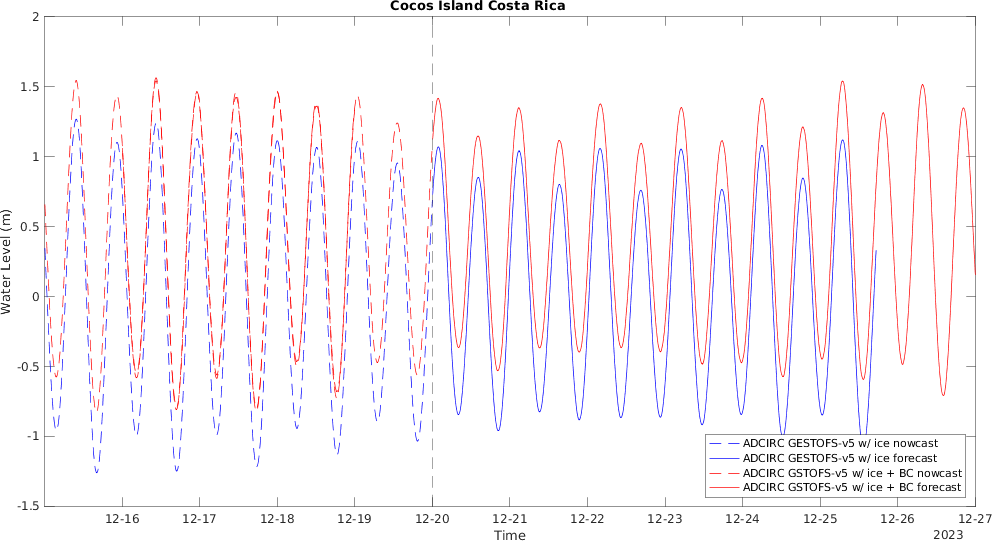 Cocos Island Costa Rica
2
1.5
1
0.5
0
-0.5
-1
-1.5
Water Level (m)
ADCIRC GESTOFS-v5 w/ ice nowcast
ADCIRC GESTOFS-v5 w/ ice forecast
ADCIRC GSTOFS-v5 w/ ice + BC nowcast
ADCIRC GSTOFS-v5 w/ ice + BC forecast
12-16 12-17 12-18 12-19 12-20 12-21 12-22 12-23 12-24 12-25 12-26 12-27
Time
2023